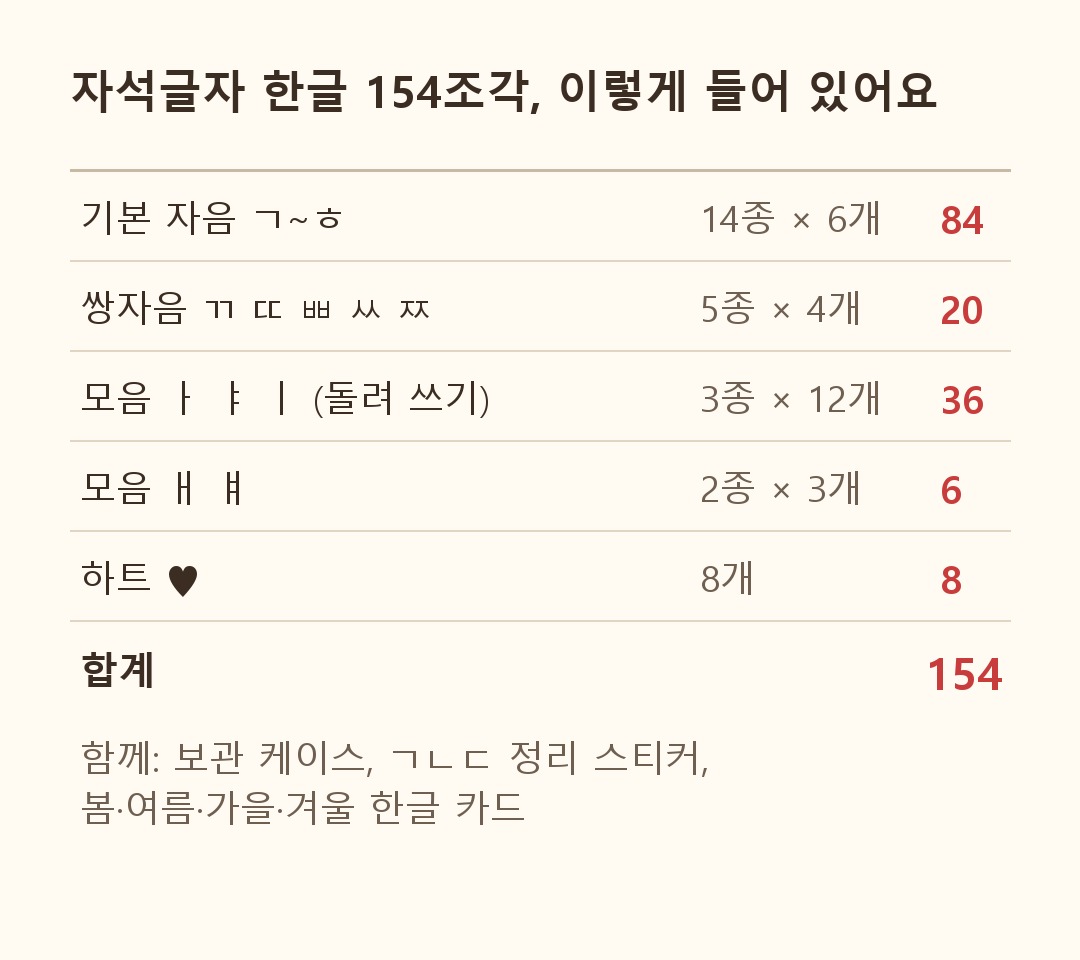 자석글자 한글 154조각, 이렇게 들어 있어요
기본 자음 ㄱ~ㅎ 14종 × 6개 84
쌍자음 ㄲ ㄸ ㅃ ㅆ ㅉ 5종 × 4개 20
모음 ㅏ ㅑ ㅣ (돌려 쓰기) 3종 × 12개 36
모음 ㅐ ㅒ 2종 × 3개 6
하트 ♥ 8개 8
합계 154
함께: 보관 케이스, ㄱㄴㄷ 정리 스티커,
봄·여름·가을·겨울 한글 카드